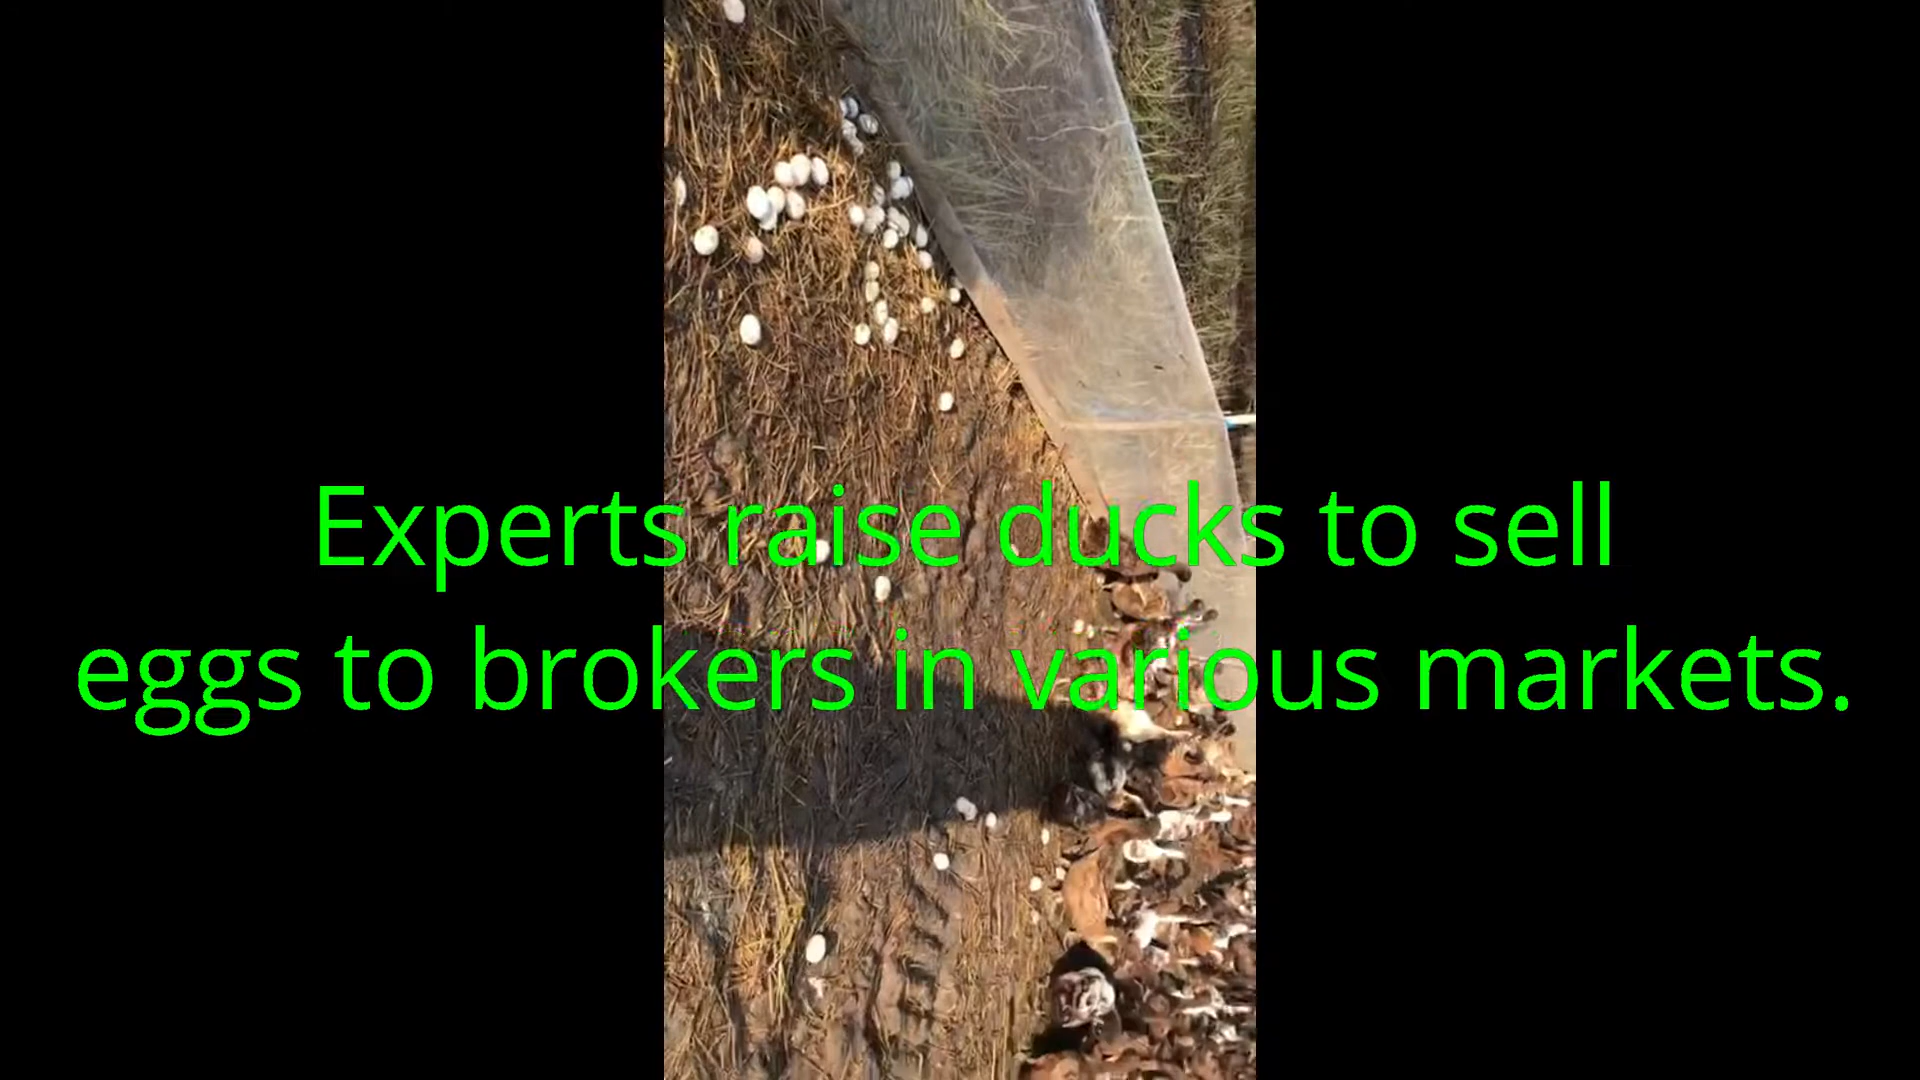 Experts raise ducks to sell
eggs to brokers in various markets.